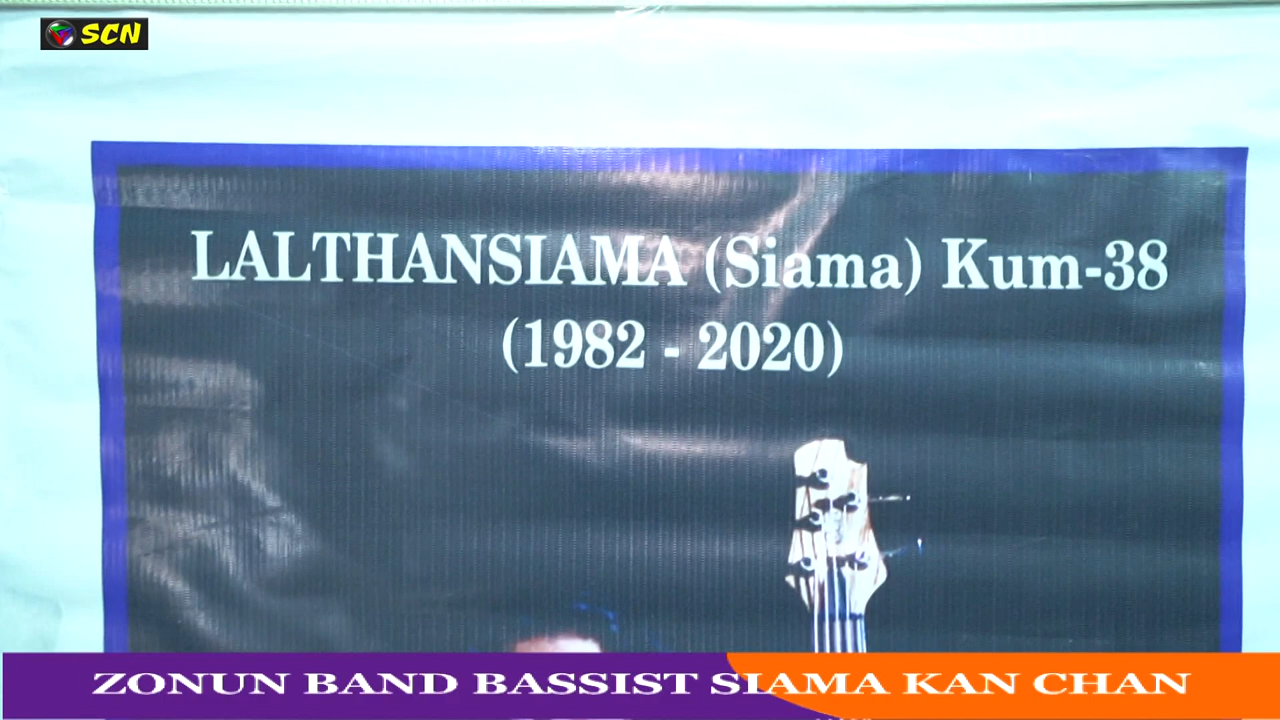 SCN
LALTHANSIAMA (Siama) Kum-38
(1982 - 2020)
ZONUN BAND BASSIST SIAMA KAN CHAN